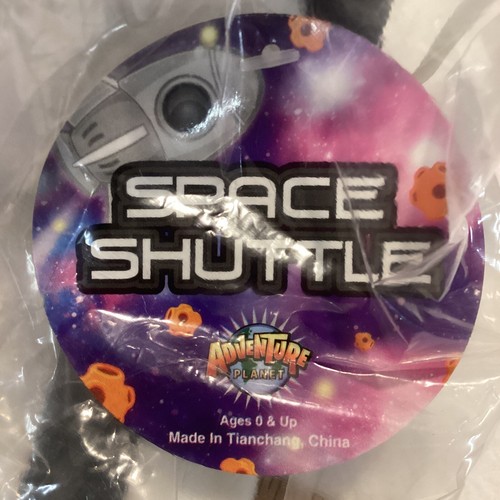 SPACE
SHUTTLE
ADVENTURE
PLANET
Ages 0 & Up
Made In Tianchang, China